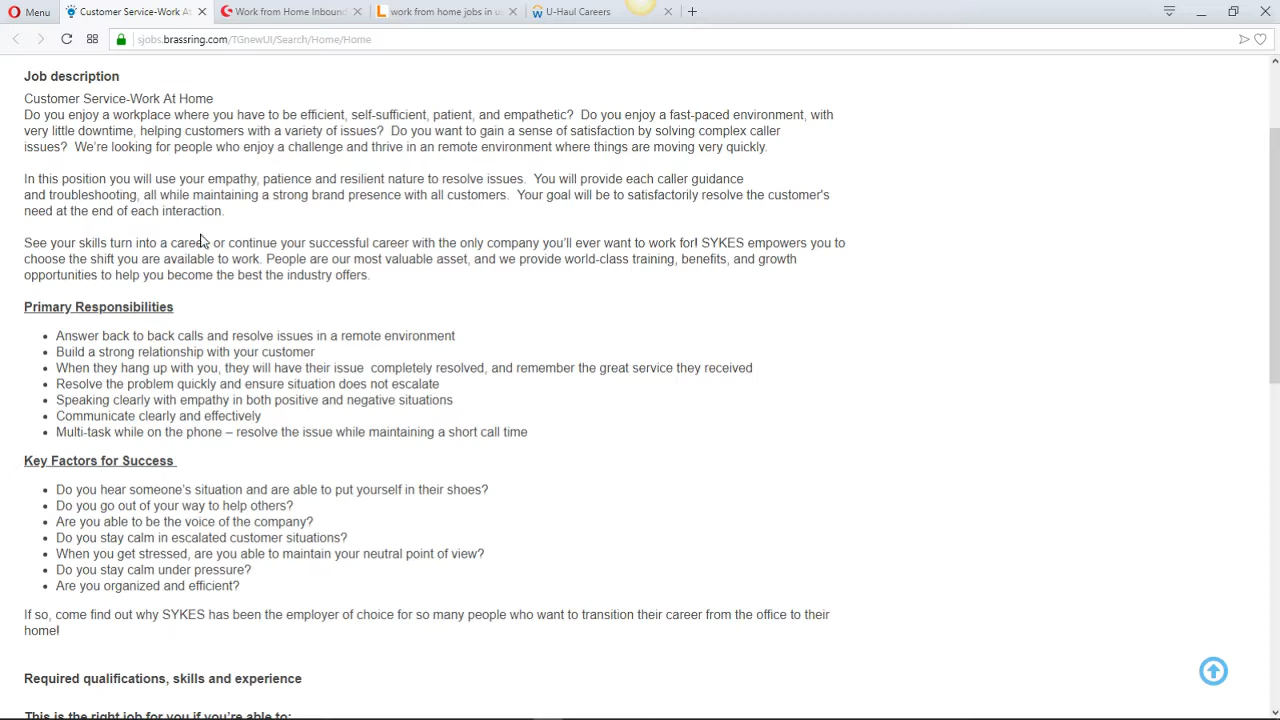 Menu
Customer Service-Work At
Work from Home Inbound
work from home jobs in u
U-Haul Careers
sjobs.brassring.com/TGnewUI/Search/Home/Home
Job description
Customer Service-Work At Home
Do you enjoy a workplace where you have to be efficient, self-sufficient, patient, and empathetic?  Do you enjoy a fast-paced environment, with
very little downtime, helping customers with a variety of issues?  Do you want to gain a sense of satisfaction by solving complex caller
issues?  We're looking for people who enjoy a challenge and thrive in an remote environment where things are moving very quickly.
In this position you will use your empathy, patience and resilient nature to resolve issues.  You will provide each caller guidance
and troubleshooting, all while maintaining a strong brand presence with all customers.  Your goal will be to satisfactorily resolve the customer's
need at the end of each interaction.
See your skills turn into a career or continue your successful career with the only company you'll ever want to work for! SYKES empowers you to
choose the shift you are available to work. People are our most valuable asset, and we provide world-class training, benefits, and growth
opportunities to help you become the best the industry offers.
Primary Responsibilities
• Answer back to back calls and resolve issues in a remote environment
• Build a strong relationship with your customer
• When they hang up with you, they will have their issue  completely resolved, and remember the great service they received
• Resolve the problem quickly and ensure situation does not escalate
• Speaking clearly with empathy in both positive and negative situations
• Communicate clearly and effectively
• Multi-task while on the phone – resolve the issue while maintaining a short call time
Key Factors for Success
• Do you hear someone's situation and are able to put yourself in their shoes?
• Do you go out of your way to help others?
• Are you able to be the voice of the company?
• Do you stay calm in escalated customer situations?
• When you get stressed, are you able to maintain your neutral point of view?
• Do you stay calm under pressure?
• Are you organized and efficient?
If so, come find out why SYKES has been the employer of choice for so many people who want to transition their career from the office to their
home!
Required qualifications, skills and experience
This is the right job for you if you're able to: